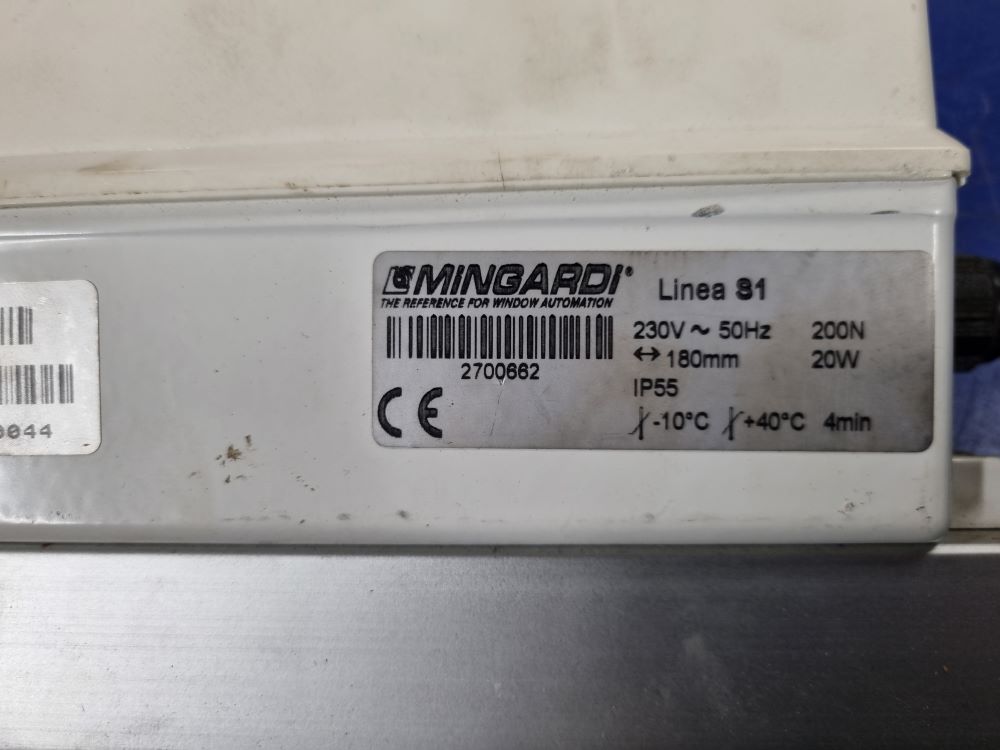 MINGARDI®
THE REFERENCE FOR WINDOW AUTOMATION
Linea S1
2700662
230V ~ 50Hz 200N
↔ 180mm 20W
IP55
-10°C +40°C 4min
CE
0044